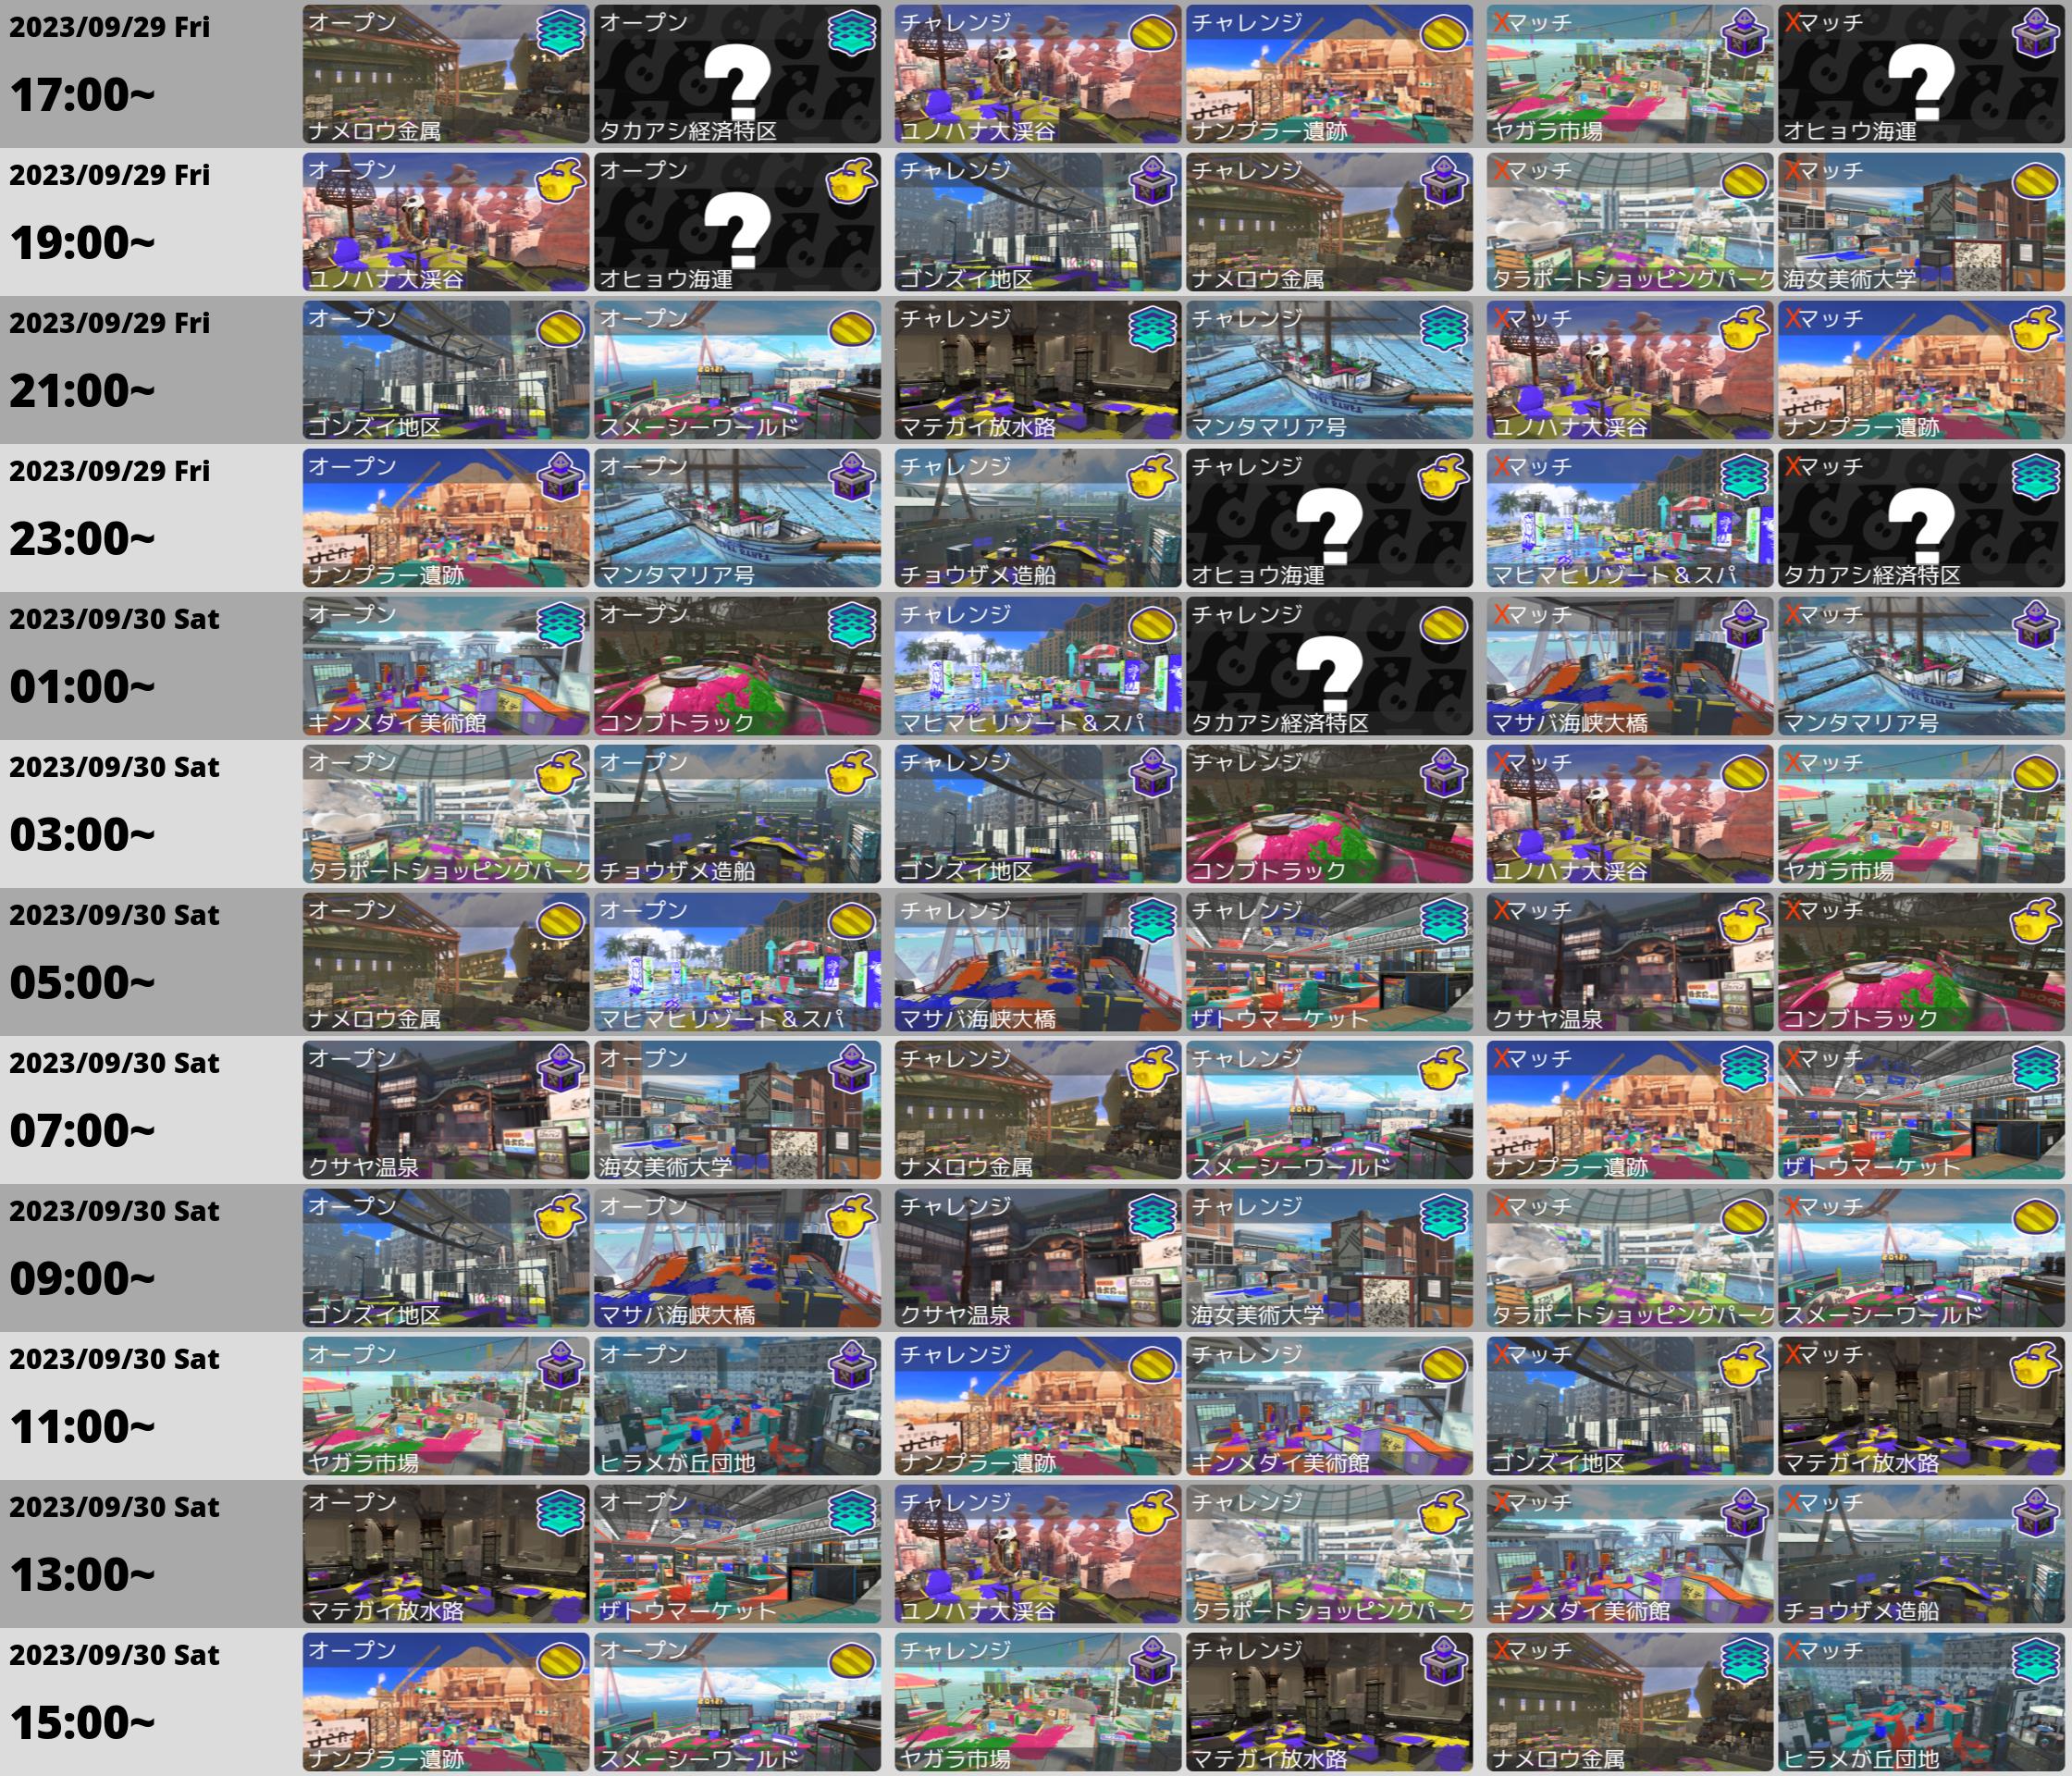 2023/09/29 Fri
17:00~
オープン
ナメロウ金属
オープン
タカアシ経済特区
チャレンジ
ユノハナ大渓谷
チャレンジ
ナンプラー遺跡
Xマッチ
ヤガラ市場
Xマッチ
オヒョウ海運
2023/09/29 Fri
19:00~
オープン
ユノハナ大渓谷
オープン
オヒョウ海運
チャレンジ
ゴンズイ地区
チャレンジ
ナメロウ金属
Xマッチ
タラポートショッピングパーク
Xマッチ
海女美術大学
2023/09/29 Fri
21:00~
オープン
ゴンズイ地区
オープン
スメーシーワールド
チャレンジ
マテガイ放水路
チャレンジ
マンタマリア号
Xマッチ
ユノハナ大渓谷
Xマッチ
ナンプラー遺跡
2023/09/29 Fri
23:00~
オープン
ナンプラー遺跡
オープン
マンタマリア号
チャレンジ
チョウザメ造船
チャレンジ
オヒョウ海運
Xマッチ
マヒマヒリゾート&スパ
Xマッチ
タカアシ経済特区
2023/09/30 Sat
01:00~
オープン
キンメダイ美術館
オープン
コンブトラック
チャレンジ
マヒマヒリゾート&スパ
チャレンジ
タカアシ経済特区
Xマッチ
マサバ海峡大橋
Xマッチ
マンタマリア号
2023/09/30 Sat
03:00~
オープン
タラポートショッピングパーク
オープン
チョウザメ造船
チャレンジ
ゴンズイ地区
チャレンジ
コンブトラック
Xマッチ
ユノハナ大渓谷
Xマッチ
ヤガラ市場
2023/09/30 Sat
05:00~
オープン
ナメロウ金属
オープン
マヒマヒリゾート&スパ
チャレンジ
マサバ海峡大橋
チャレンジ
ザトウマーケット
Xマッチ
クサヤ温泉
Xマッチ
コンブトラック
2023/09/30 Sat
07:00~
オープン
クサヤ温泉
オープン
海女美術大学
チャレンジ
ナメロウ金属
チャレンジ
スメーシーワールド
Xマッチ
ナンプラー遺跡
Xマッチ
ザトウマーケット
2023/09/30 Sat
09:00~
オープン
ゴンズイ地区
オープン
マサバ海峡大橋
チャレンジ
クサヤ温泉
チャレンジ
海女美術大学
Xマッチ
タラポートショッピングパーク
Xマッチ
スメーシーワールド
2023/09/30 Sat
11:00~
オープン
ヤガラ市場
オープン
ヒラメが丘団地
チャレンジ
ナンプラー遺跡
チャレンジ
キンメダイ美術館
Xマッチ
ゴンズイ地区
Xマッチ
マテガイ放水路
2023/09/30 Sat
13:00~
オープン
マテガイ放水路
オープン
ザトウマーケット
チャレンジ
ユノハナ大渓谷
チャレンジ
タラポートショッピングパーク
Xマッチ
キンメダイ美術館
Xマッチ
チョウザメ造船
2023/09/30 Sat
15:00~
オープン
ナンプラー遺跡
オープン
スメーシーワールド
チャレンジ
ヤガラ市場
チャレンジ
マテガイ放水路
Xマッチ
ナメロウ金属
Xマッチ
ヒラメが丘団地